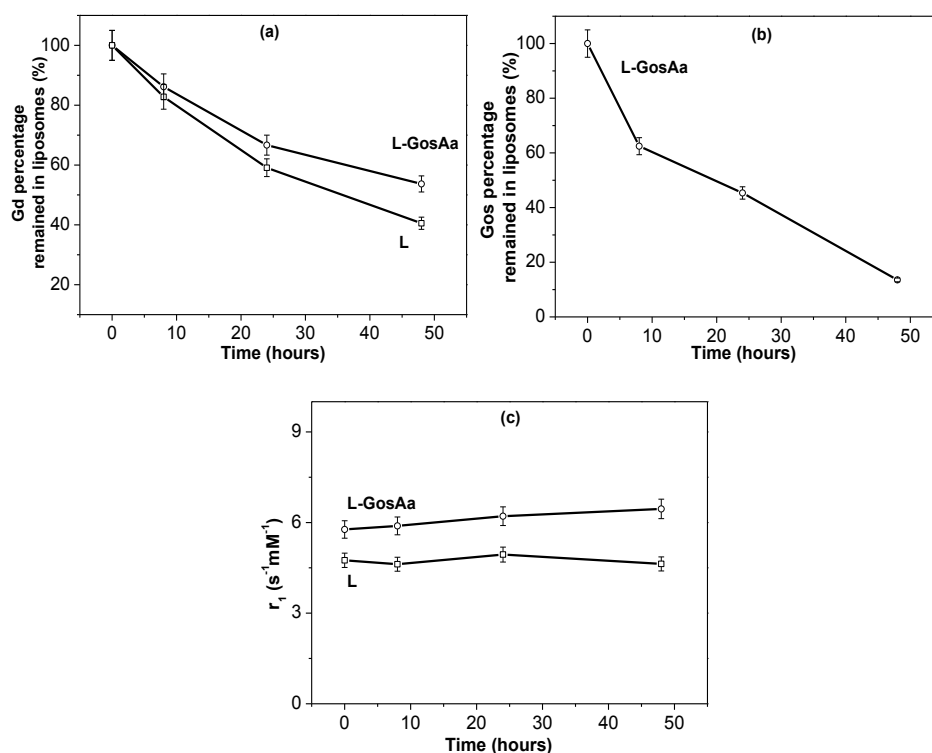 (a)
100
80
60
40
20
L-GosAa
L
0 10 20 30 40 50
Time (hours)
Gd percentage
remained in liposomes (%)
(b)
100
80
60
40
20
0
L-GosAa
0 10 20 30 40 50
Time (hours)
Gos percentage
remained in liposomes (%)
(c)
9
6
3
0
L-GosAa
L
0 10 20 30 40 50
Time (hours)
r₁ (s⁻¹mM⁻¹)